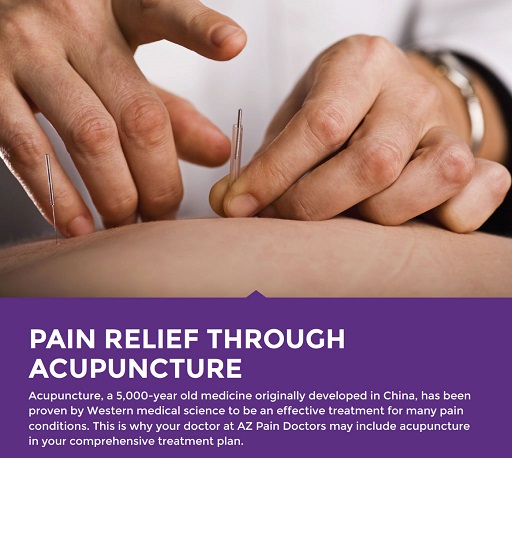 PAIN RELIEF THROUGH
ACUPUNCTURE
Acupuncture, a 5,000-year old medicine originally developed in China, has been
proven by Western medical science to be an effective treatment for many pain
conditions. This is why your doctor at AZ Pain Doctors may include acupuncture
in your comprehensive treatment plan.